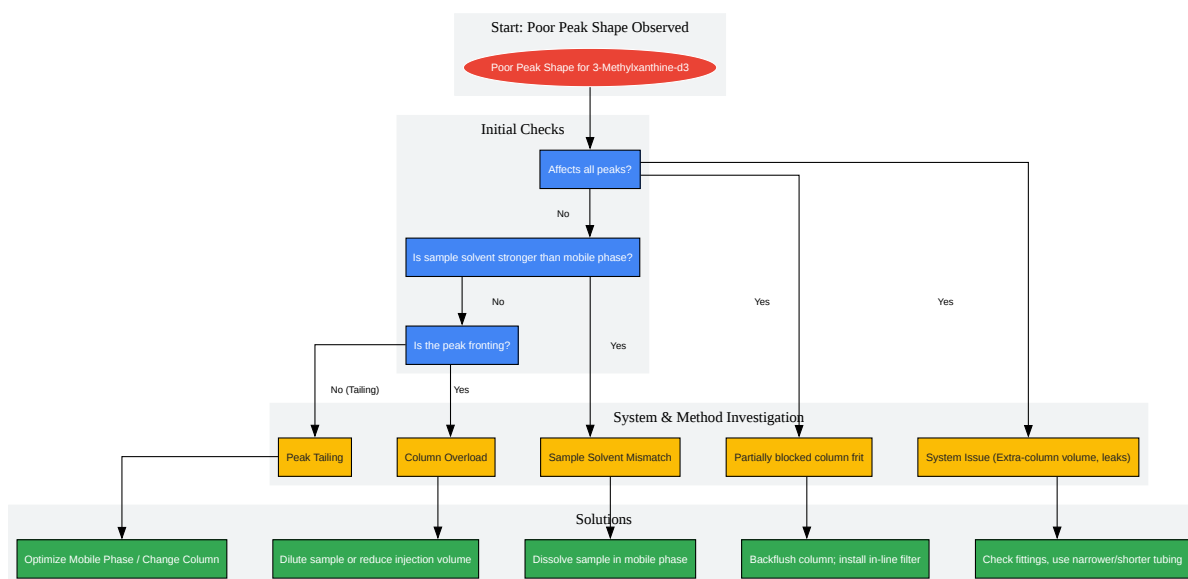 Start: Poor Peak Shape Observed
Poor Peak Shape for 3-Methylxanthine-d3
Initial Checks
Affects all peaks?
No
Is sample solvent stronger than mobile phase?
No
Yes
Yes
Is the peak fronting?
Yes
No (Tailing)
Yes
System & Method Investigation
Peak Tailing
Column Overload
Sample Solvent Mismatch
Partially blocked column frit
System Issue (Extra-column volume, leaks)
Solutions
Optimize Mobile Phase / Change Column
Dilute sample or reduce injection volume
Dissolve sample in mobile phase
Backflush column; install in-line filter
Check fittings, use narrower/shorter tubing